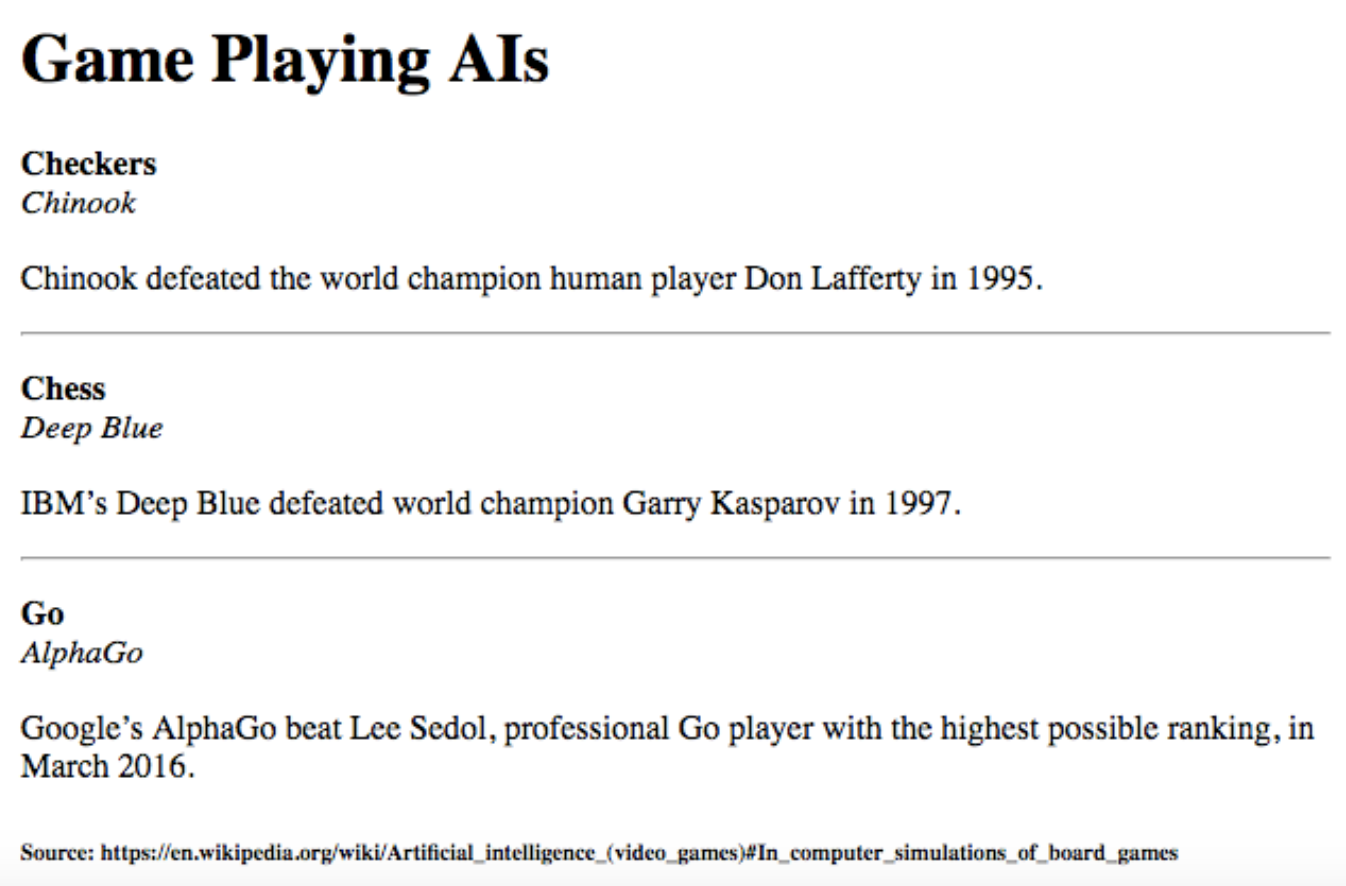 Game Playing AIs
Checkers
Chinook
Chinook defeated the world champion human player Don Lafferty in 1995.
Chess
Deep Blue
IBM’s Deep Blue defeated world champion Garry Kasparov in 1997.
Go
AlphaGo
Google’s AlphaGo beat Lee Sedol, professional Go player with the highest possible ranking, in
March 2016.
Source: https://en.wikipedia.org/wiki/Artificial_intelligence_(video_games)#In_computer_simulations_of_board_games